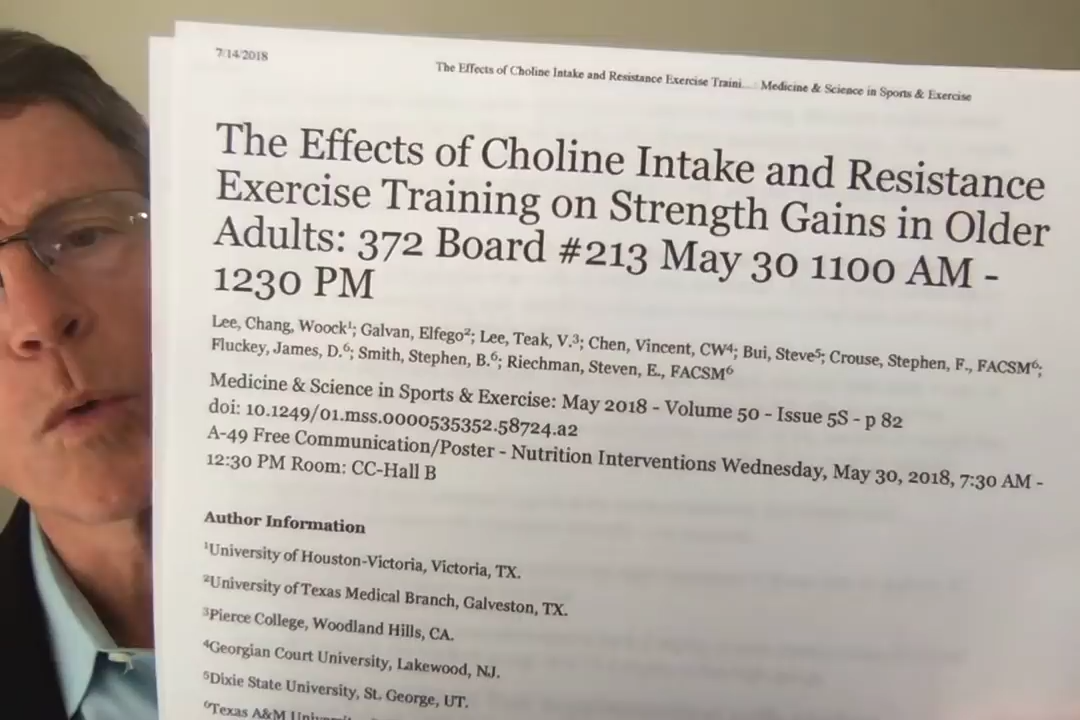 7/14/2018
The Effects of Choline Intake and Resistance Exercise Traini... : Medicine & Science in Sports & Exercise
The Effects of Choline Intake and Resistance
Exercise Training on Strength Gains in Older
Adults: 372 Board #213 May 30 1100 AM -
1230 PM
Lee, Chang, Woock¹; Galvan, Elfego²; Lee, Teak, V.³; Chen, Vincent, CW⁴; Bui, Steve⁵; Crouse, Stephen, F., FACSM⁶;
Fluckey, James, D.⁶; Smith, Stephen, B.⁶; Riechman, Steven, E., FACSM⁶
Medicine & Science in Sports & Exercise: May 2018 - Volume 50 - Issue 5S - p 82
doi: 10.1249/01.mss.0000535352.58724.a2
A-49 Free Communication/Poster - Nutrition Interventions Wednesday, May 30, 2018, 7:30 AM -
12:30 PM Room: CC-Hall B
Author Information
¹University of Houston-Victoria, Victoria, TX.
²University of Texas Medical Branch, Galveston, TX.
³Pierce College, Woodland Hills, CA.
⁴Georgian Court University, Lakewood, NJ.
⁵Dixie State University, St. George, UT.
⁶Texas A&M